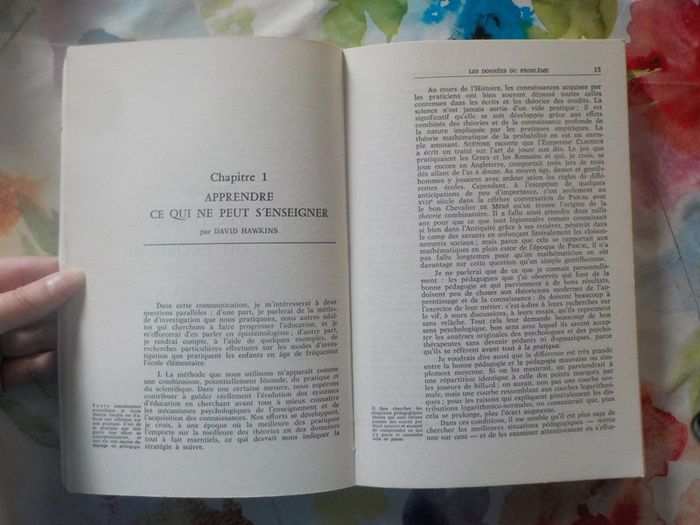 Chapitre 1
APPRENDRE
CE QUI NE PEUT S'ENSEIGNER
par DAVID HAWKINS
Dans cette communication, je m'intéresserai à deux
questions parallèles ; d'une part, je parlerai de la métho-
de d'investigation que nous pratiquons, nous autres adul-
tes qui cherchons à faire progresser l'éducation, et je
m'efforcerai d'en parler en épistémologiste ; d'autre part,
je rendrai compte, à l'aide de quelques exemples, de
recherches particulières effectuées sur les modes d'inves-
tigation que pratiquent les enfants en âge de fréquenter
l'école élémentaire.
I. La méthode que nous utilisons m'apparaît comme
une combinaison, potentiellement féconde, du pratique et
du scientifique. Dans une certaine mesure, nous espérons
contribuer à guider réellement l'évolution des systèmes
d'éducation en cherchant avant tout à mieux connaître
les mécanismes psychologiques de l'enseignement et de
l'acquisition des connaissances. Nos efforts se développent,
je crois, à une époque où la meilleure des pratiques
l'emporte sur la meilleure des théories en des domaines
tout à fait essentiels, ce qui devrait nous indiquer la
stratégie à suivre.
LES DONNÉES DU PROBLÈME 15
Au cours de l'Histoire, les connaissances acquises par
les praticiens ont bien souvent dépassé toutes celles
contenues dans les écrits et les théories des érudits. La
science n'est jamais sortie d'un vide pratique ; il est
significatif qu'elle se soit développée grâce aux effets
combinés des théories et de la connaissance profonde de
la nature impliquée par les pratiques empiriques. La
théorie mathématique de la probabilité en est un exem-
ple amusant. SUÉTONE raconte que l'Empereur CLAUDIUS
a écrit un traité sur l'art de jouer aux dés. Le jeu que
pratiquaient les Grecs et les Romains et qui, je crois, se
joue encore en Angleterre, comportait trois jets de trois
dés allant de l'as à douze. Au moyen âge, dames et gentils-
hommes y jouaient avec ardeur selon les règles de diffé-
rentes écoles. Cependant, à l'exception de quelques
anticipations de peu d'importance, c'est seulement au
XVIIe siècle dans la célèbre conversation de PASCAL avec
le bon Chevalier de MÉRÉ qu'on trouve l'origine de la
théorie combinatoire. Il a fallu ainsi attendre deux mille
ans pour que ce que tout légionnaire romain connaissait
si bien dans l'Antiquité grâce à ses tessères, pénétrât dans
le camp des savants en enfonçant littéralement les cloison-
nements sociaux ; mais parce que cela se rapportait aux
mathématiques en plein essor de l'époque de PASCAL, il n'a
pas fallu longtemps pour qu'un mathématicien en sût
davantage sur cette question qu'un simple gentilhomme.
Je ne parlerai que de ce que je connais personnelle-
ment : les pédagogues que j'ai observés qui font de la
bonne pédagogie et qui parviennent à de bons résultats,
doivent peu de choses aux théoriciens modernes de l'ap-
prentissage et de la connaissance ; ils doivent beaucoup à
l'exercice de leur métier, c'est-à-dire à leurs recherches sur
le vif, à leurs discussions, à leurs essais, qu'ils reprennent
sans relâche. Tout cela leur demande beaucoup de bon
sens psychologique, bon sens avec lequel ils savent accep-
ter les analyses originales des psychologues et des psycho-
thérapeutes sans devenir pédants ni dogmatiques, parce
qu'ils se réfèrent avant tout à la pratique.
Je voudrais dire aussi que la différence est très grande
entre la bonne pédagogie et la pédagogie mauvaise ou sim-
plement moyenne. Si on les mesurait, on parviendrait à
une répartition identique à celle des points marqués par
les joueurs de billard ; on aurait, non pas une courbe nor-
male, mais une courbe ressemblant aux courbes logarithmi-
ques ; pour les raisons qui expliquent généralement les dis-
tributions logarithmico-normales, on constaterait que, plus
cela se prolonge, plus l'écart augmente.
Dans ces conditions, il me semble qu'il est plus sage de
chercher les meilleures situations pédagogiques — même
une sur cent — et de les examiner attentivement en s'effor-